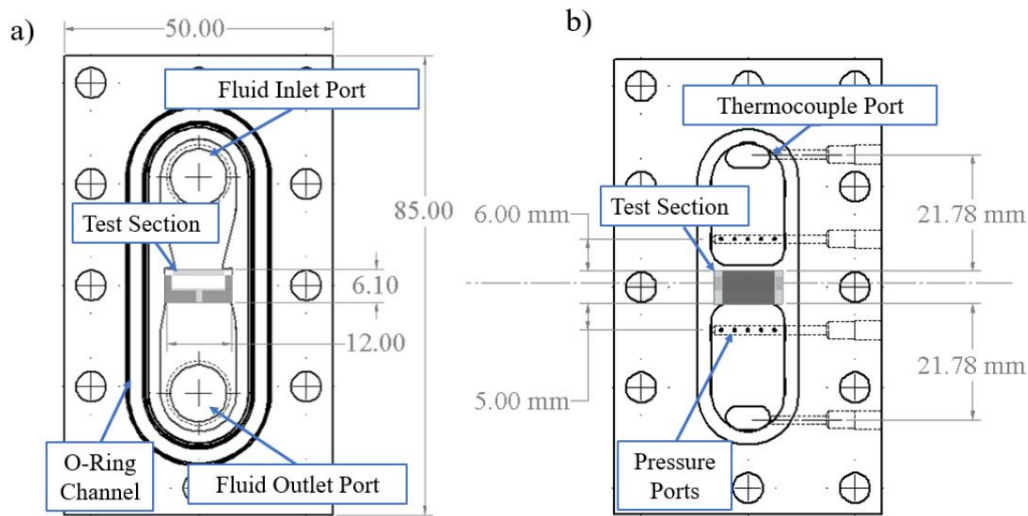 a)
50.00
Fluid Inlet Port
Test Section
85.00
6.10
12.00
O-Ring
Channel
Fluid Outlet Port
b)
Thermocouple Port
Test Section
6.00 mm
21.78 mm
21.78 mm
5.00 mm
Pressure
Ports